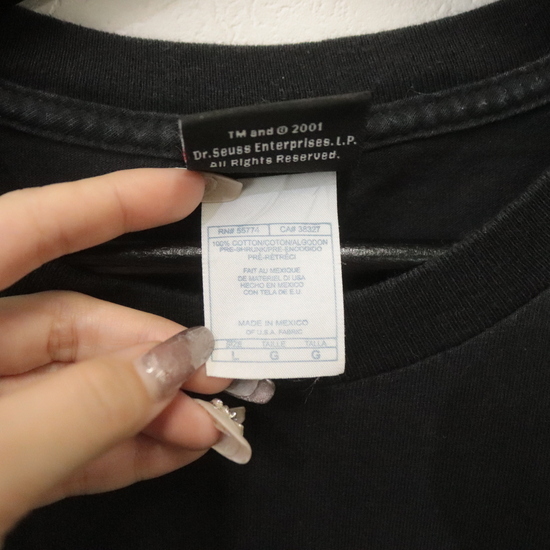 TM and © 2001
Dr.Seuss Enterprises.L.P.
All Rights Reserved.
RN# 55774 CA# 38327
100% COTTON/COTON/ALGODON
PRE-SHRUNK/PRE-ENCOGIDO
PRÉ-RÉTRÉCI
FAIT AU MEXIQUE
DE MATERIEL ÓI USA
HECHO EN MEXICO
CON TELA DE E.U.
MADE IN MEXICO
OF U.S.A. FABRIC
SIZE TAILLE TALLA
L G G